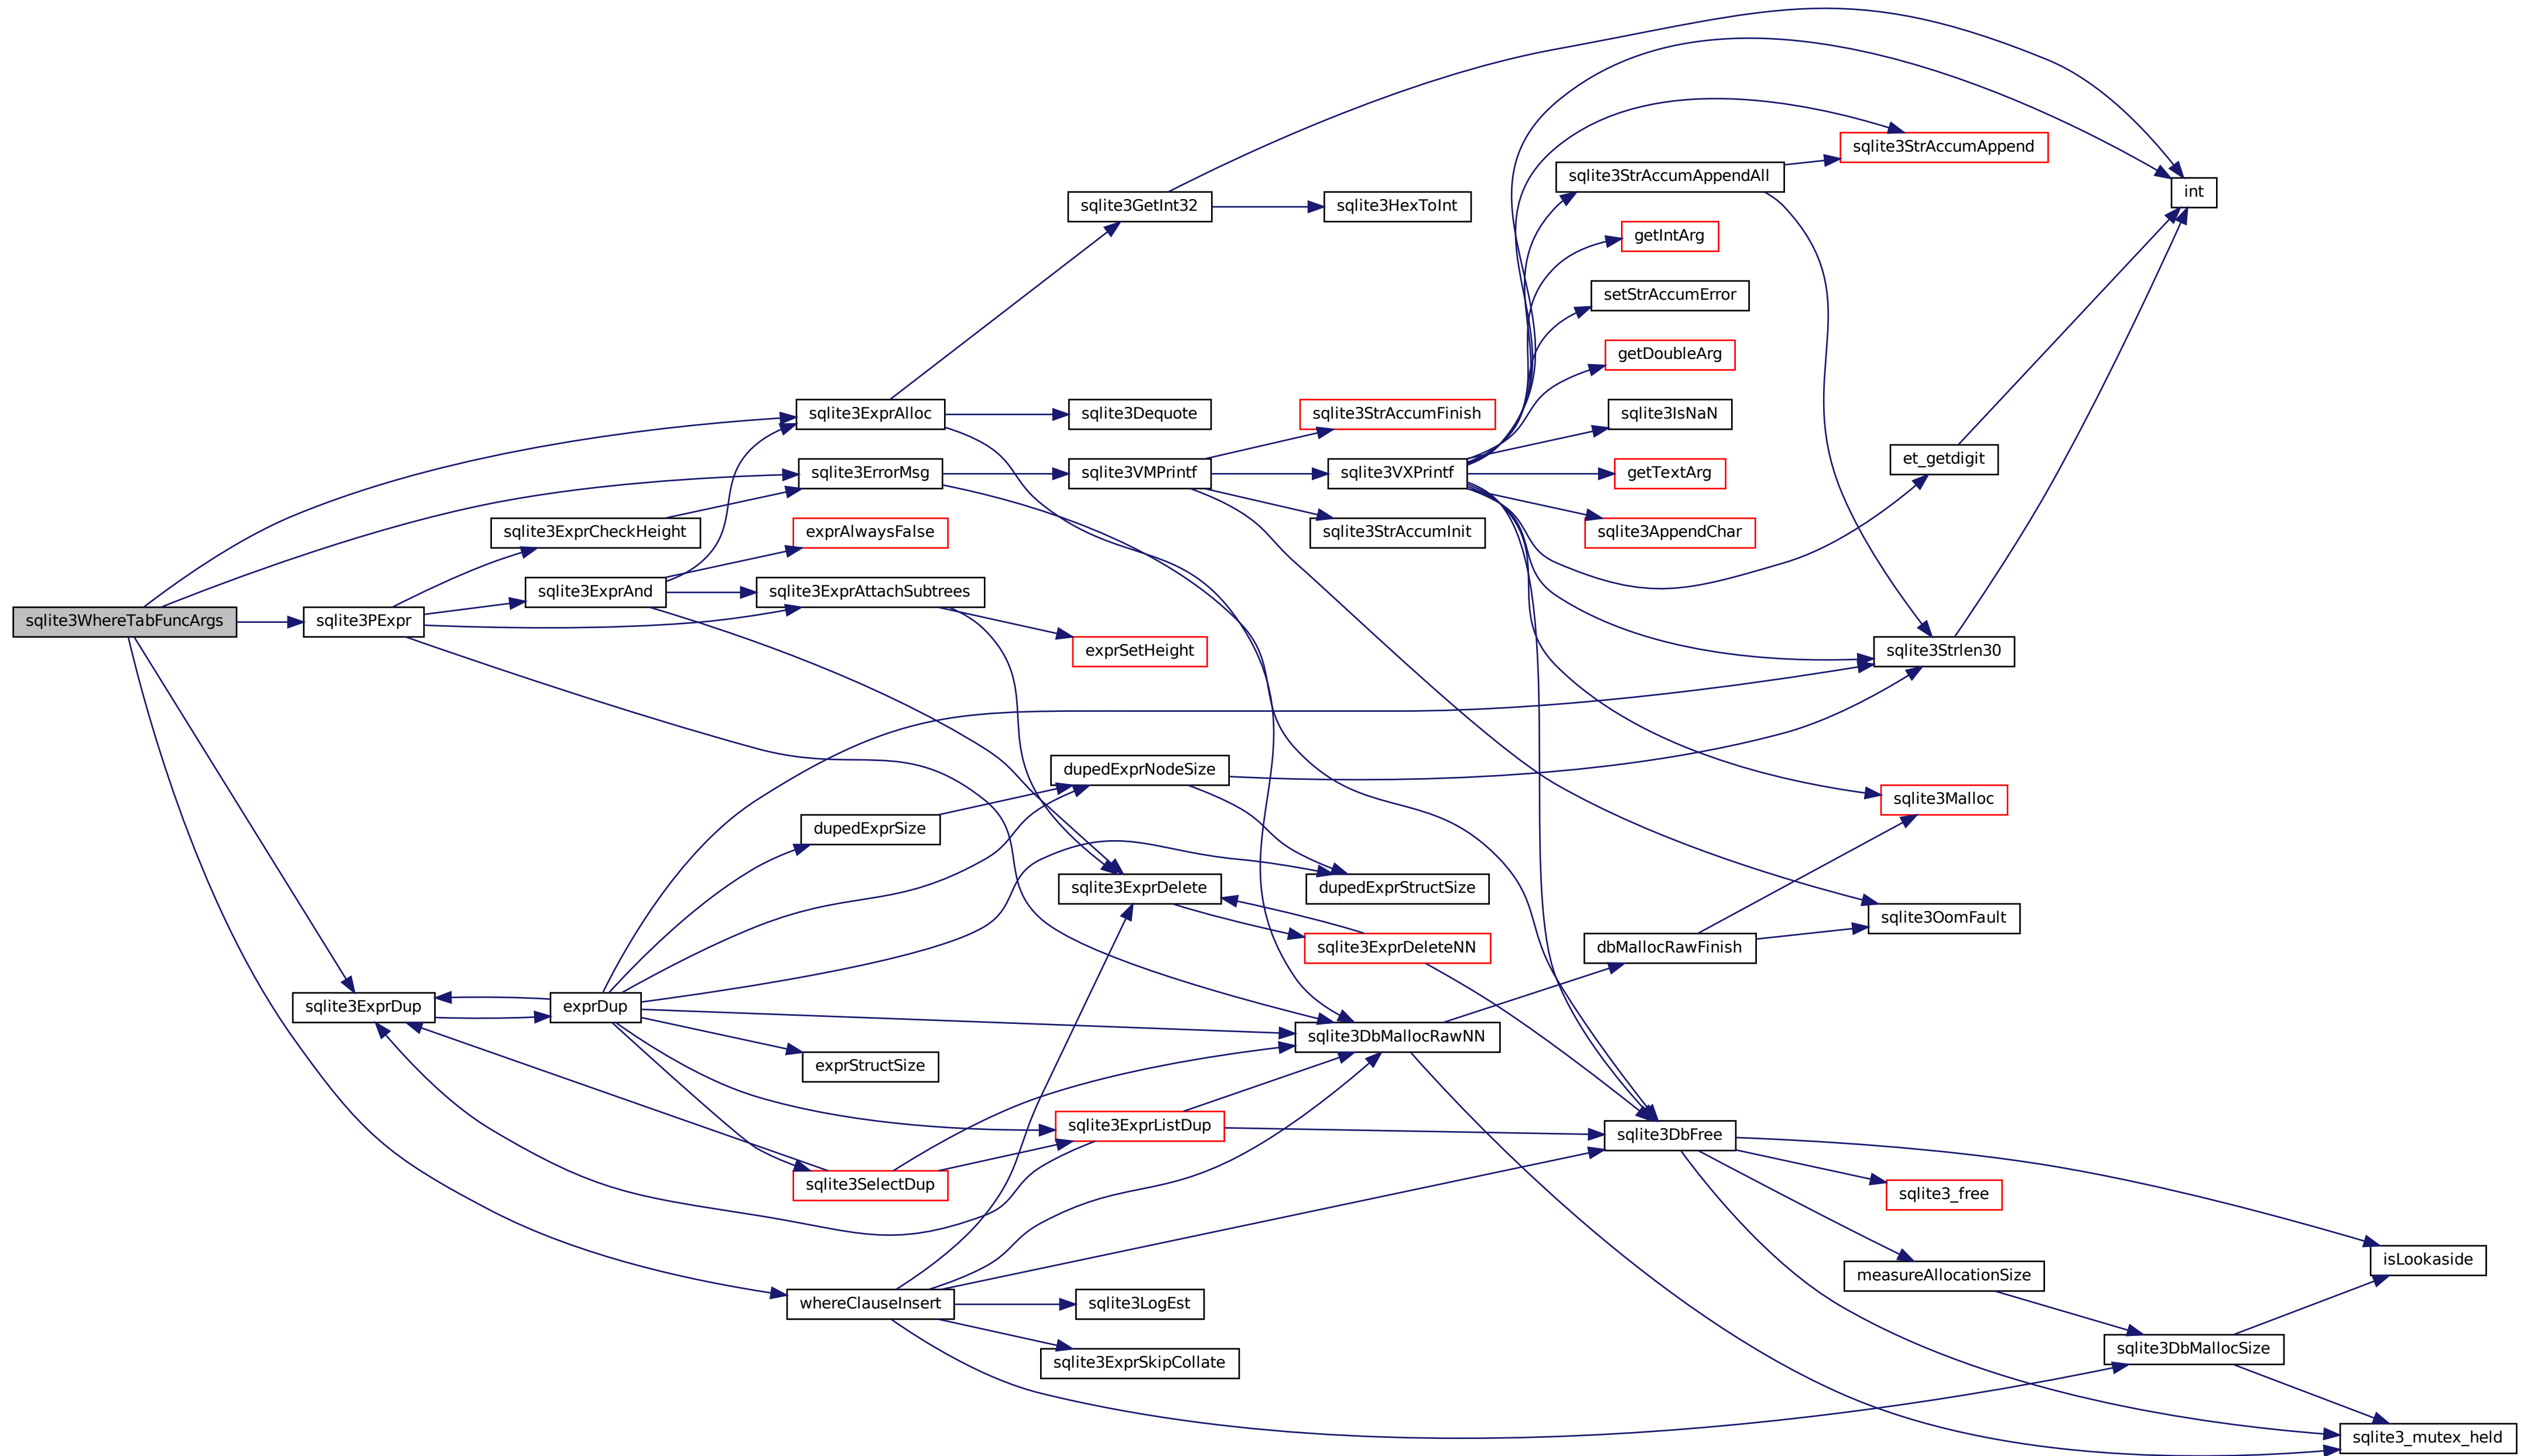 sqlite3StrAccumAppend
sqlite3StrAccumAppendAll
int
sqlite3GetInt32
sqlite3HexToInt
getIntArg
setStrAccumError
getDoubleArg
sqlite3ExprAlloc
sqlite3Dequote
sqlite3StrAccumFinish
sqlite3IsNaN
et_getdigit
sqlite3ErrorMsg
sqlite3VMPrintf
sqlite3VXPrintf
getTextArg
sqlite3ExprCheckHeight
exprAlwaysFalse
sqlite3StrAccumInit
sqlite3AppendChar
sqlite3ExprAnd
sqlite3ExprAttachSubtrees
sqlite3WhereTabFuncArgs
sqlite3PExpr
exprSetHeight
sqlite3Strlen30
dupedExprNodeSize
sqlite3Malloc
dupedExprSize
sqlite3ExprDelete
dupedExprStructSize
sqlite3OomFault
sqlite3ExprDeleteNN
dbMallocRawFinish
sqlite3ExprDup
exprDup
sqlite3DbMallocRawNN
exprStructSize
sqlite3ExprListDup
sqlite3DbFree
sqlite3SelectDup
sqlite3_free
isLookaside
measureAllocationSize
whereClauseInsert
sqlite3LogEst
sqlite3DbMallocSize
sqlite3ExprSkipCollate
sqlite3_mutex_held